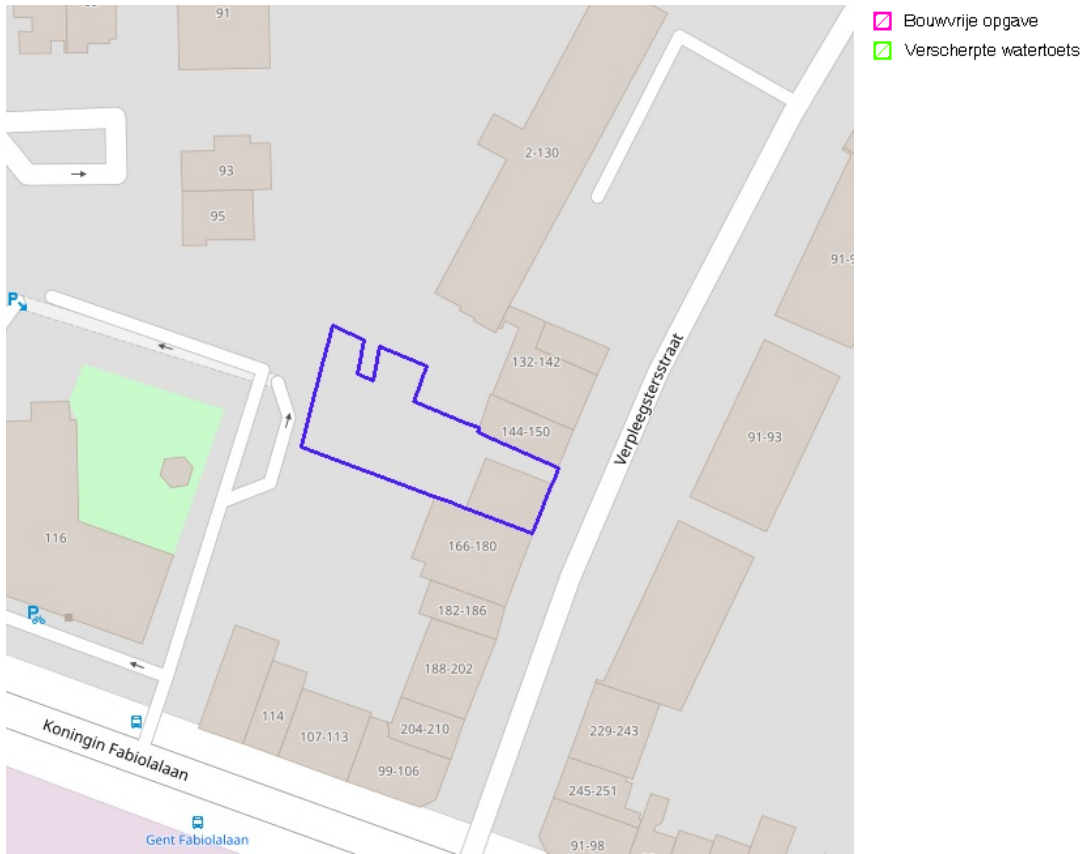 91
Bouwvrije opgave
Verscherpte watertoets
2-130
93
95
91-9
P
132-142
Verpleegstersstraat
144-150
91-93
116
166-180
P
182-186
188-202
114
204-210
107-113
229-243
Koningin Fabiolalaan
99-106
245-251
Gent Fabiolalaan
91-98